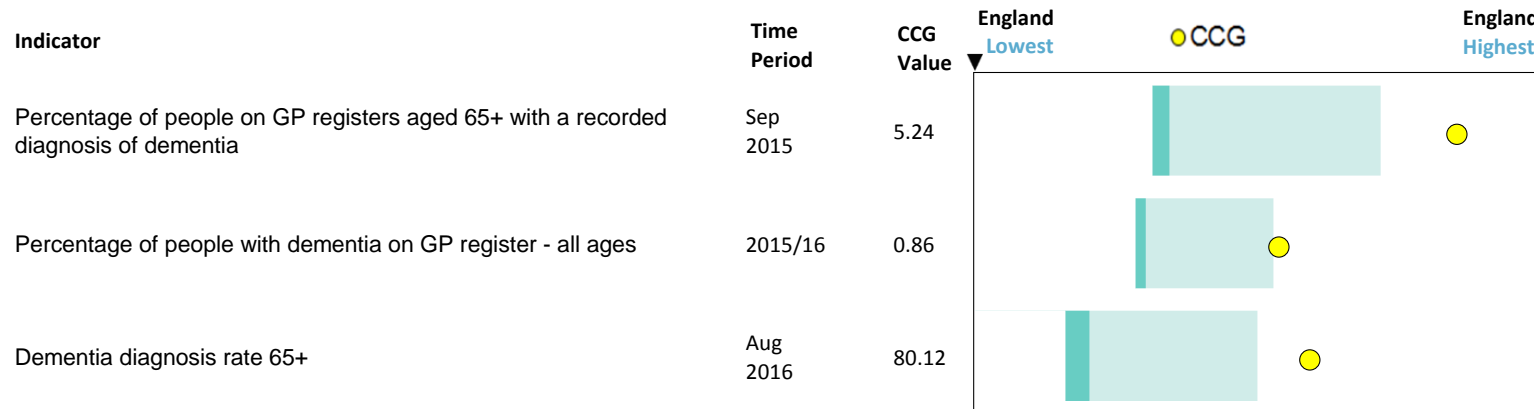 Indicator
Time
Period
CCG
Value
England
Lowest
CCG
England
Highest
Percentage of people on GP registers aged 65+ with a recorded
diagnosis of dementia
Sep
2015
5.24
Percentage of people with dementia on GP register - all ages
2015/16
0.86
Dementia diagnosis rate 65+
Aug
2016
80.12